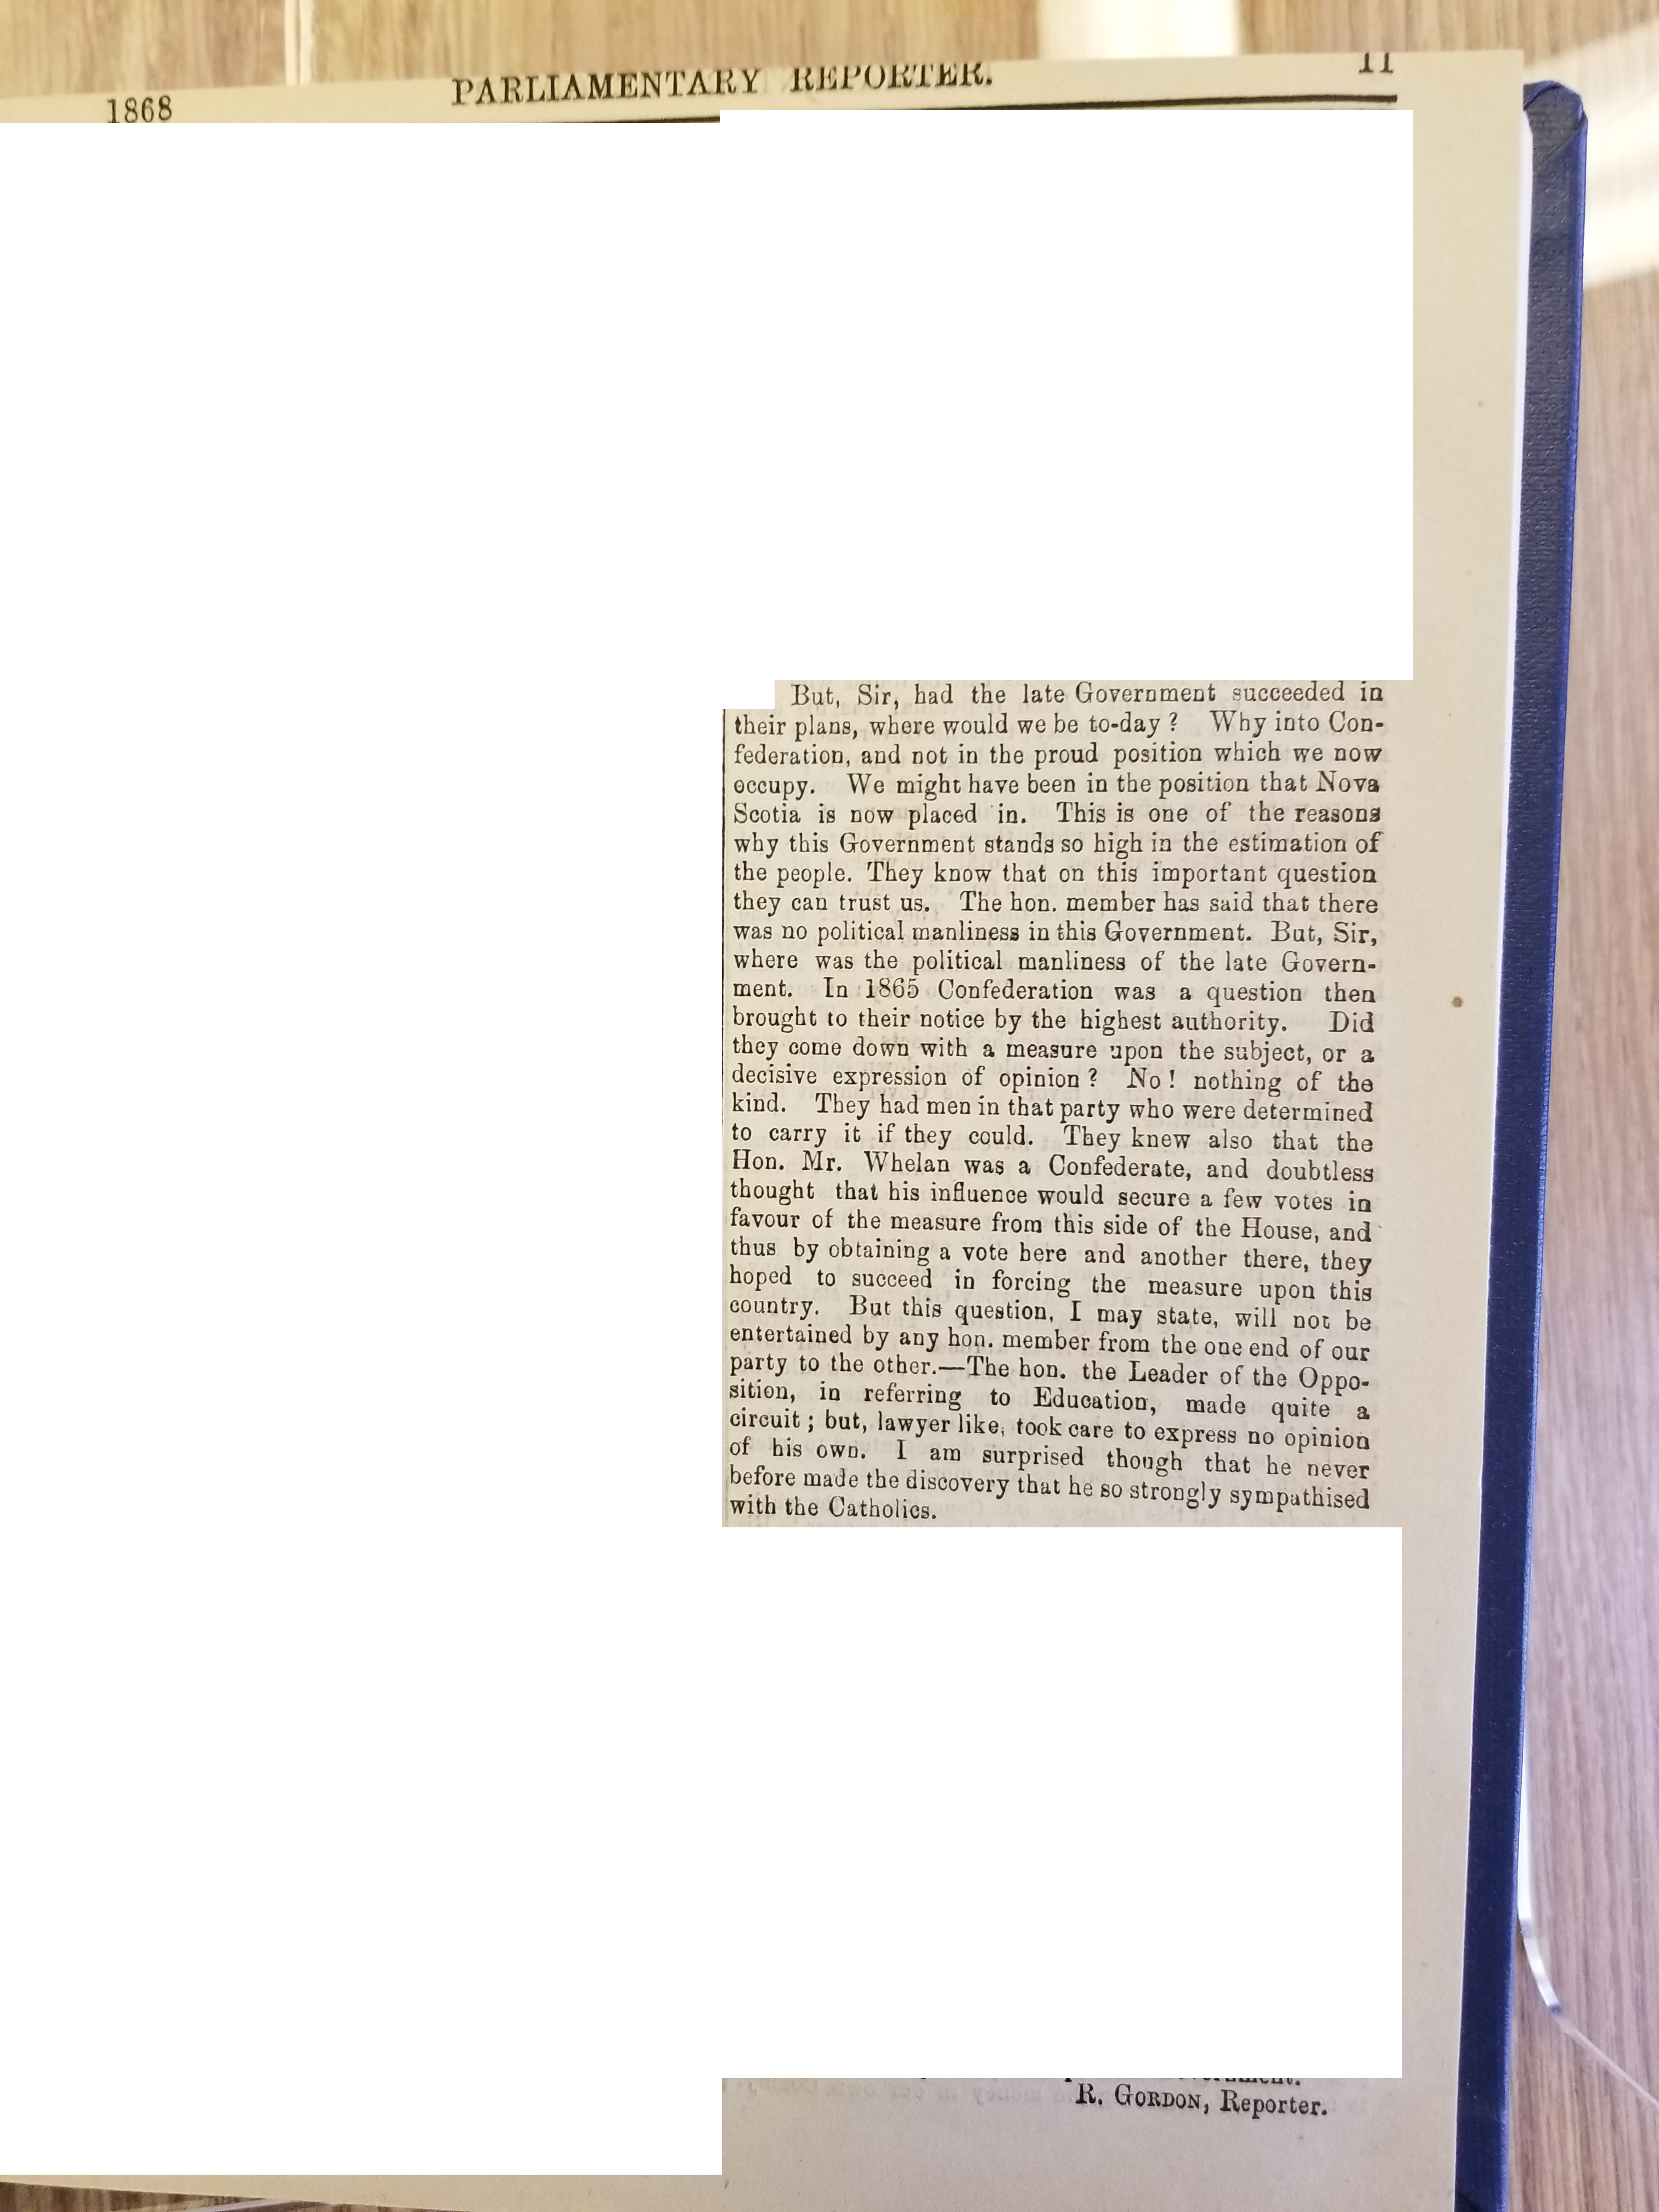 1868 PARLIAMENTARY REPORTER. 11
But, Sir, had the late Government succeeded in
their plans, where would we be to-day ? Why into Con-
federation, and not in the proud position which we now
occupy. We might have been in the position that Nova
Scotia is now placed in. This is one of the reasons
why this Government stands so high in the estimation of
the people. They know that on this important question
they can trust us. The hon. member has said that there
was no political manliness in this Government. But, Sir,
where was the political manliness of the late Govern-
ment. In 1865 Confederation was a question then
brought to their notice by the highest authority. Did
they come down with a measure upon the subject, or a
decisive expression of opinion ? No ! nothing of the
kind. They had men in that party who were determined
to carry it if they could. They knew also that the
Hon. Mr. Whelan was a Confederate, and doubtless
thought that his influence would secure a few votes in
favour of the measure from this side of the House, and
thus by obtaining a vote here and another there, they
hoped to succeed in forcing the measure upon this
country. But this question, I may state, will not be
entertained by any hon. member from the one end of our
party to the other.—The hon. the Leader of the Oppo-
sition, in referring to Education, made quite a
circuit ; but, lawyer like, took care to express no opinion
of his own. I am surprised though that he never
before made the discovery that he so strongly sympathised
with the Catholics.
R. GORDON, Reporter.